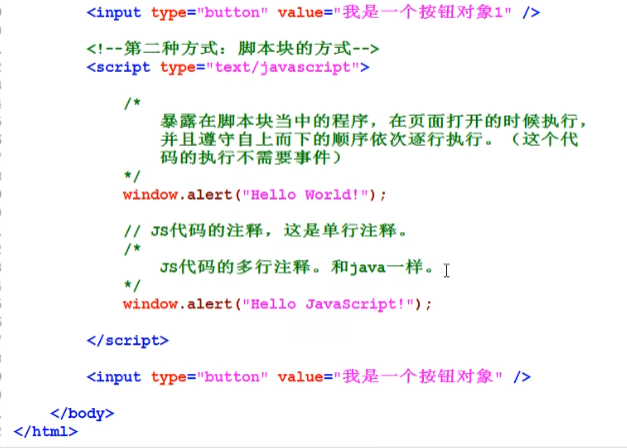 <input type="button" value="我是一个按钮对象1" />
<!--第二种方式：脚本块的方式-->
<script type="text/javascript">
/*
暴露在脚本块当中的程序，在页面打开的时候执行，
并且遵守自上而下的顺序依次逐行执行。（这个代
码的执行不需要事件）
*/
window.alert("Hello World!");
// JS代码的注释，这是单行注释。
/*
JS代码的多行注释。和java一样。
*/
window.alert("Hello JavaScript!");
</script>
<input type="button" value="我是一个按钮对象" />
</body>
</html>